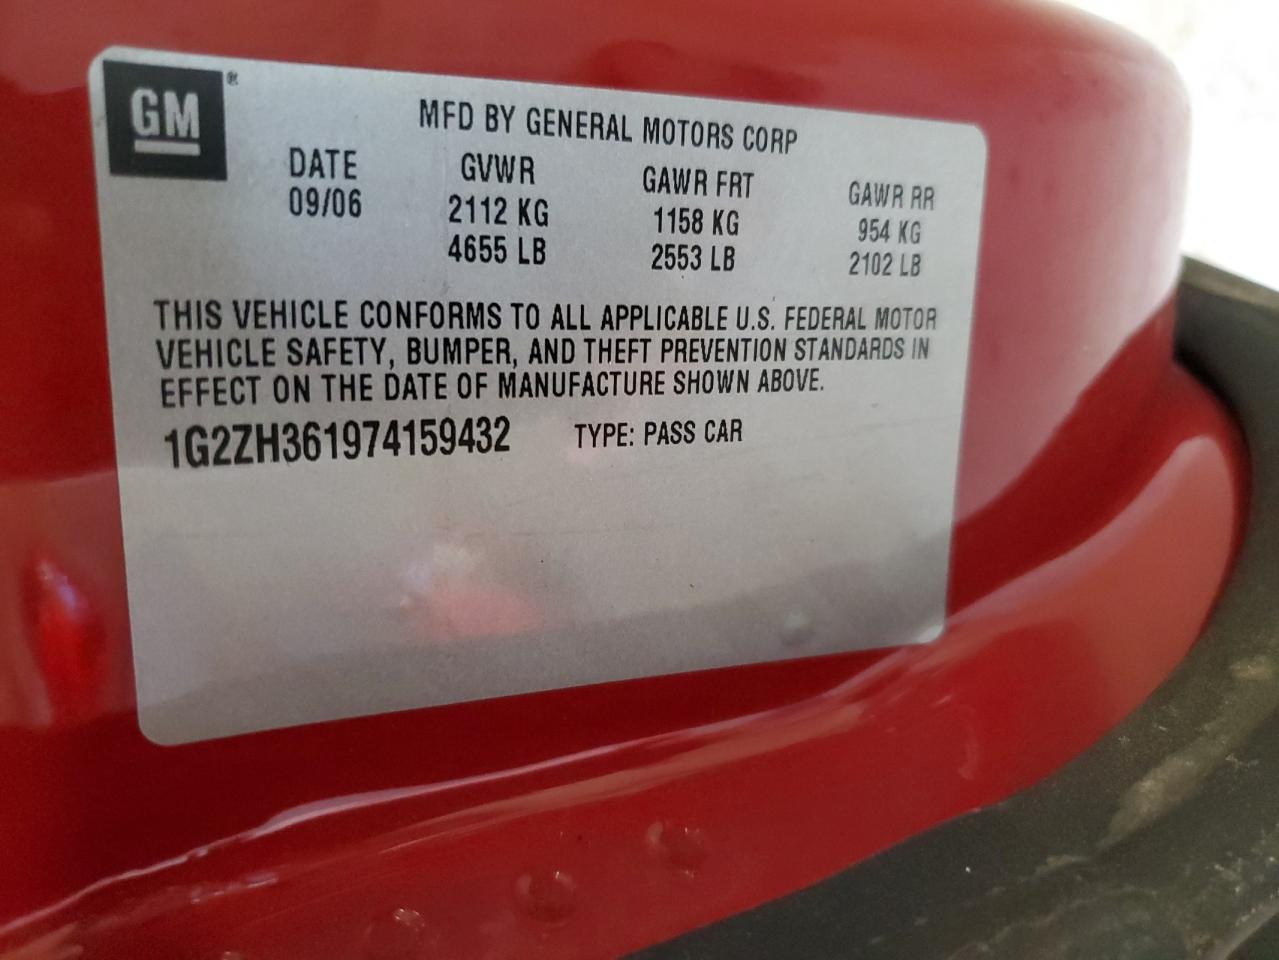 GM®
MFD BY GENERAL MOTORS CORP
DATE GVWR GAWR FRT GAWR RR
09/06 2112 KG 1158 KG 954 KG
4655 LB 2553 LB 2102 LB
THIS VEHICLE CONFORMS TO ALL APPLICABLE U.S. FEDERAL MOTOR
VEHICLE SAFETY, BUMPER, AND THEFT PREVENTION STANDARDS IN
EFFECT ON THE DATE OF MANUFACTURE SHOWN ABOVE.
1G2ZH361974159432 TYPE: PASS CAR